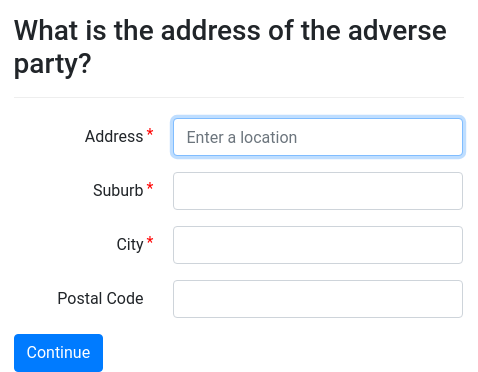 What is the address of the adverse
party?
Address *
Enter a location
Suburb *
City *
Postal Code
Continue